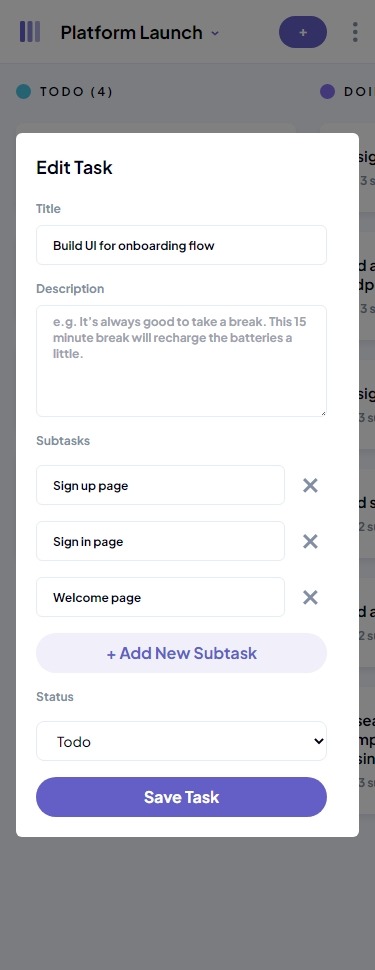 Platform Launch
+
TODO (4)
DOI
Edit Task
Title
Build UI for onboarding flow
Description
e.g. It's always good to take a break. This 15
minute break will recharge the batteries a
little.
Subtasks
Sign up page
Sign in page
Welcome page
+ Add New Subtask
Status
Todo
Save Task